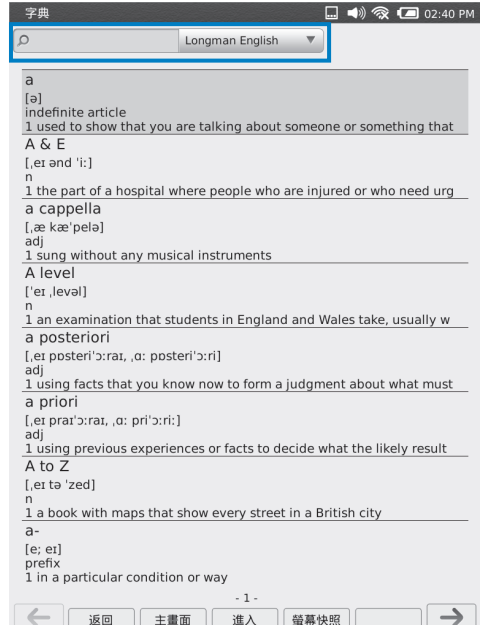 字典
02:40 PM
Longman English
a
[ə]
indefinite article
1 used to show that you are talking about someone or something that
A & E
[ˌeɪ ənd ˈiː]
n
1 the part of a hospital where people who are injured or who need urg
a cappella
[ˌæ kæˈpelə]
adj
1 sung without any musical instruments
A level
[ˈeɪ ˌlevəl]
n
1 an examination that students in England and Wales take, usually w
a posteriori
[ˌeɪ pɒsteriˈɔːraɪ, ˌɑː pɒsteriˈɔːri]
adj
1 using facts that you know now to form a judgment about what must
a priori
[ˌeɪ praɪˈɔːraɪ, ˌɑː priˈɔːriː]
adj
1 using previous experiences or facts to decide what the likely result
A to Z
[ˌeɪ tə ˈzed]
n
1 a book with maps that show every street in a British city
a-
[e; eɪ]
prefix
1 in a particular condition or way
- 1 -
返回 主畫面 進入 螢幕快照